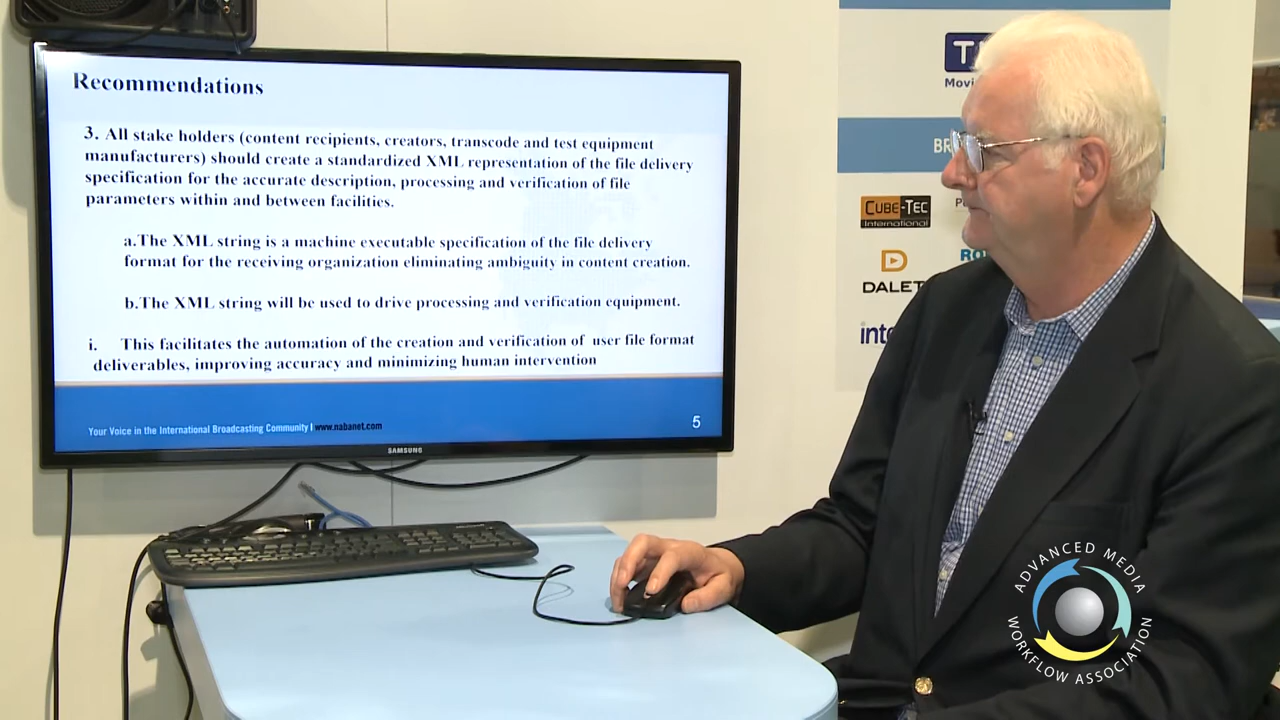 Recommendations
3. All stake holders (content recipients, creators, transcode and test equipment
manufacturers) should create a standardized XML representation of the file delivery
specification for the accurate description, processing and verification of file
parameters within and between facilities.
a.The XML string is a machine executable specification of the file delivery
format for the receiving organization eliminating ambiguity in content creation.
b.The XML string will be used to drive processing and verification equipment.
i. This facilitates the automation of the creation and verification of user file format
deliverables, improving accuracy and minimizing human intervention
Your Voice in the International Broadcasting Community | www.nabanet.com
5
SAMSUNG
CUBE-TEC
International
DALET
ADVANCED MEDIA
WORKFLOW ASSOCIATION